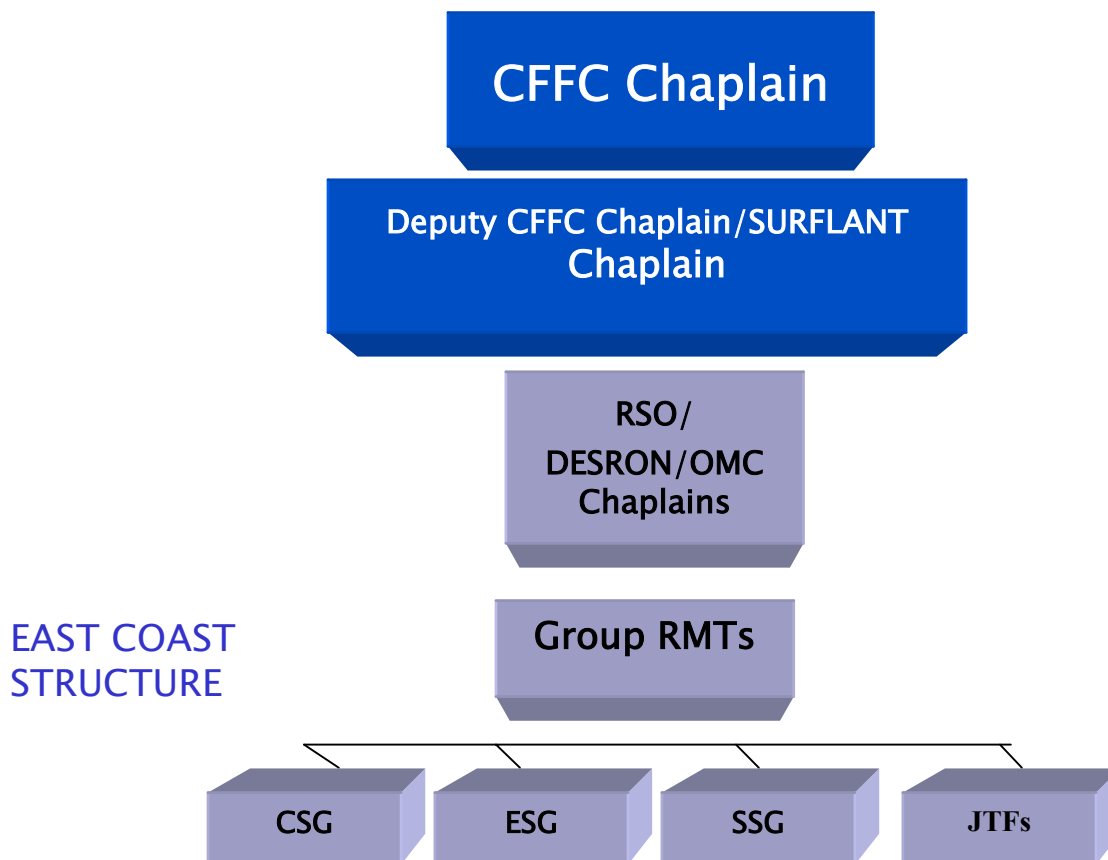 CFFC Chaplain
Deputy CFFC Chaplain/SURFLANT
Chaplain
RSO/
DESRON/OMC
Chaplains
Group RMTs
EAST COAST
STRUCTURE
CSG
ESG
SSG
JTFs